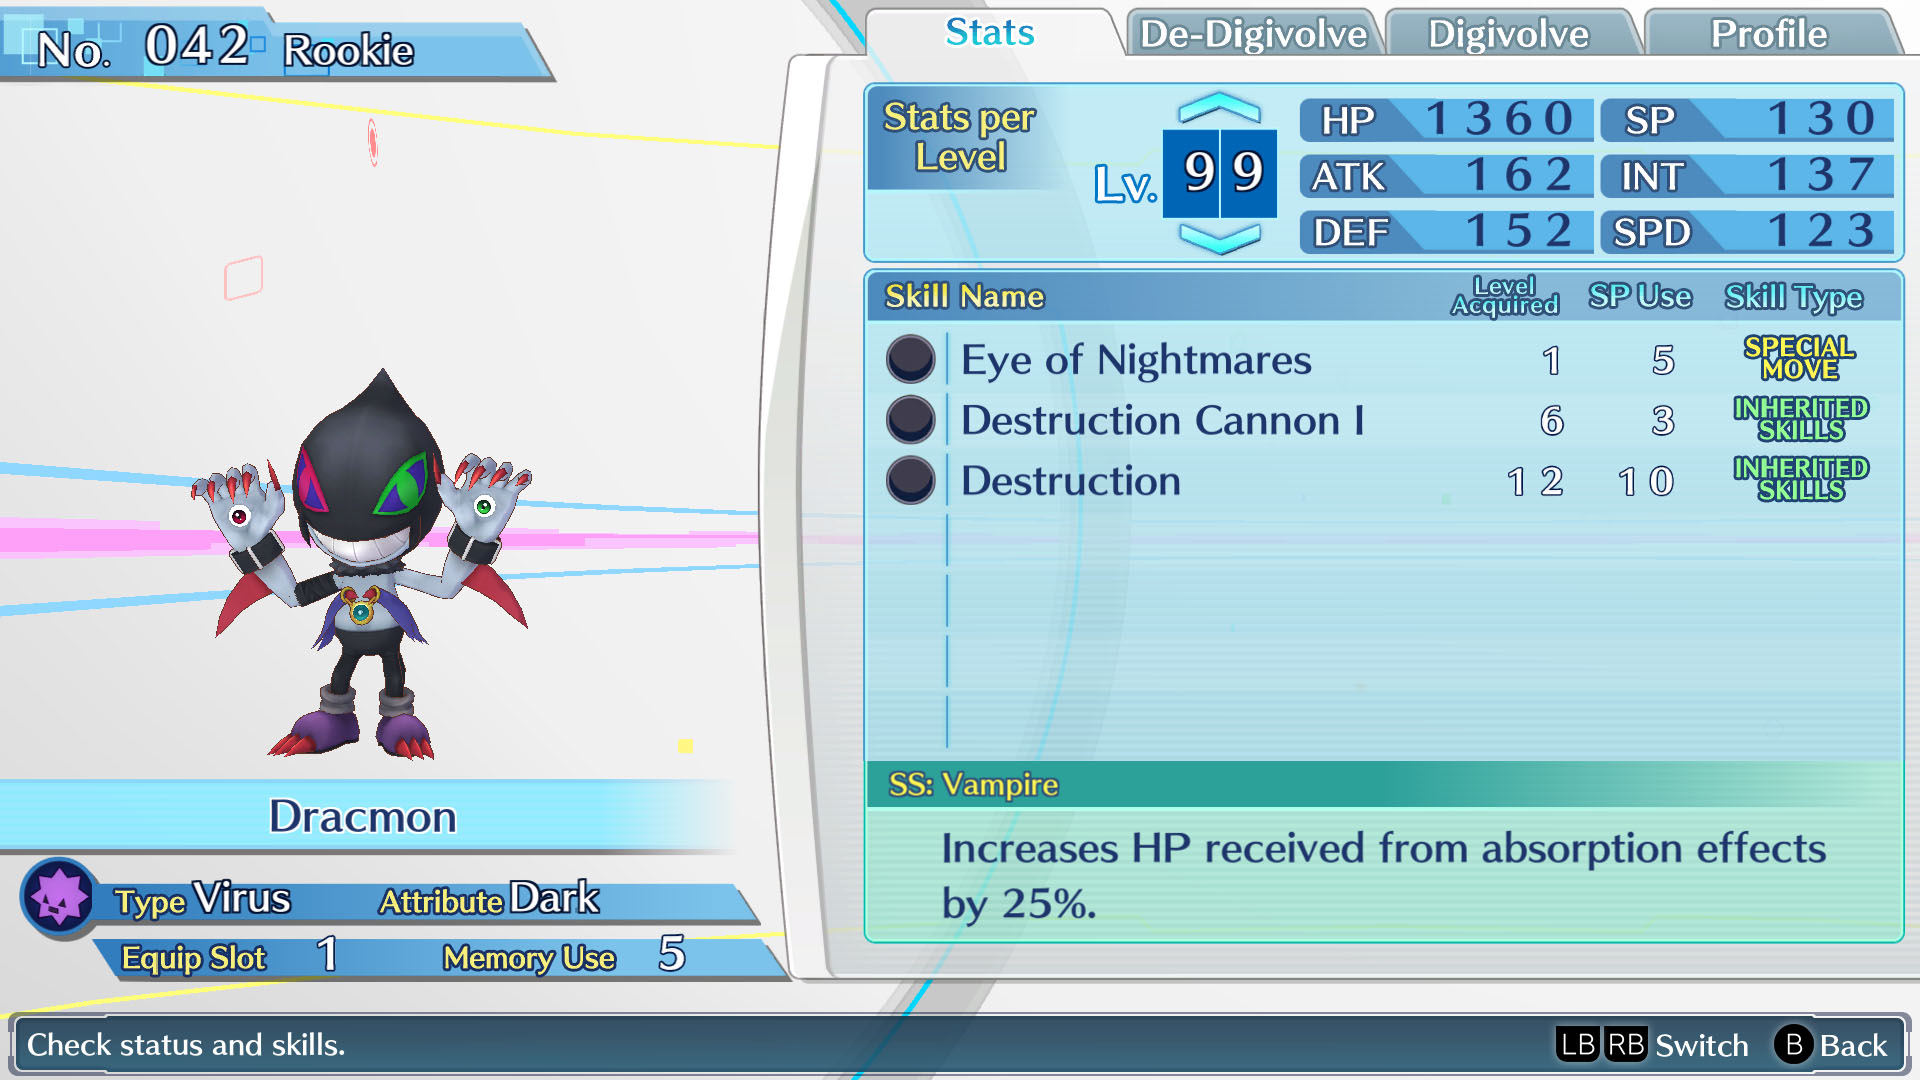 No. 042 Rookie
Stats
De-Digivolve
Digivolve
Profile
Stats per
Level
Lv. 99
HP 1360
SP 130
ATK 162
INT 137
DEF 152
SPD 123
Skill Name
Level
Acquired
SP Use
Skill Type
Eye of Nightmares 1 5 SPECIAL
MOVE
Destruction Cannon I 6 3 INHERITED
SKILLS
Destruction 12 10 INHERITED
SKILLS
SS: Vampire
Increases HP received from absorption effects
by 25%.
Dracmon
Type Virus Attribute Dark
Equip Slot 1 Memory Use 5
Check status and skills.
LB RB Switch B Back